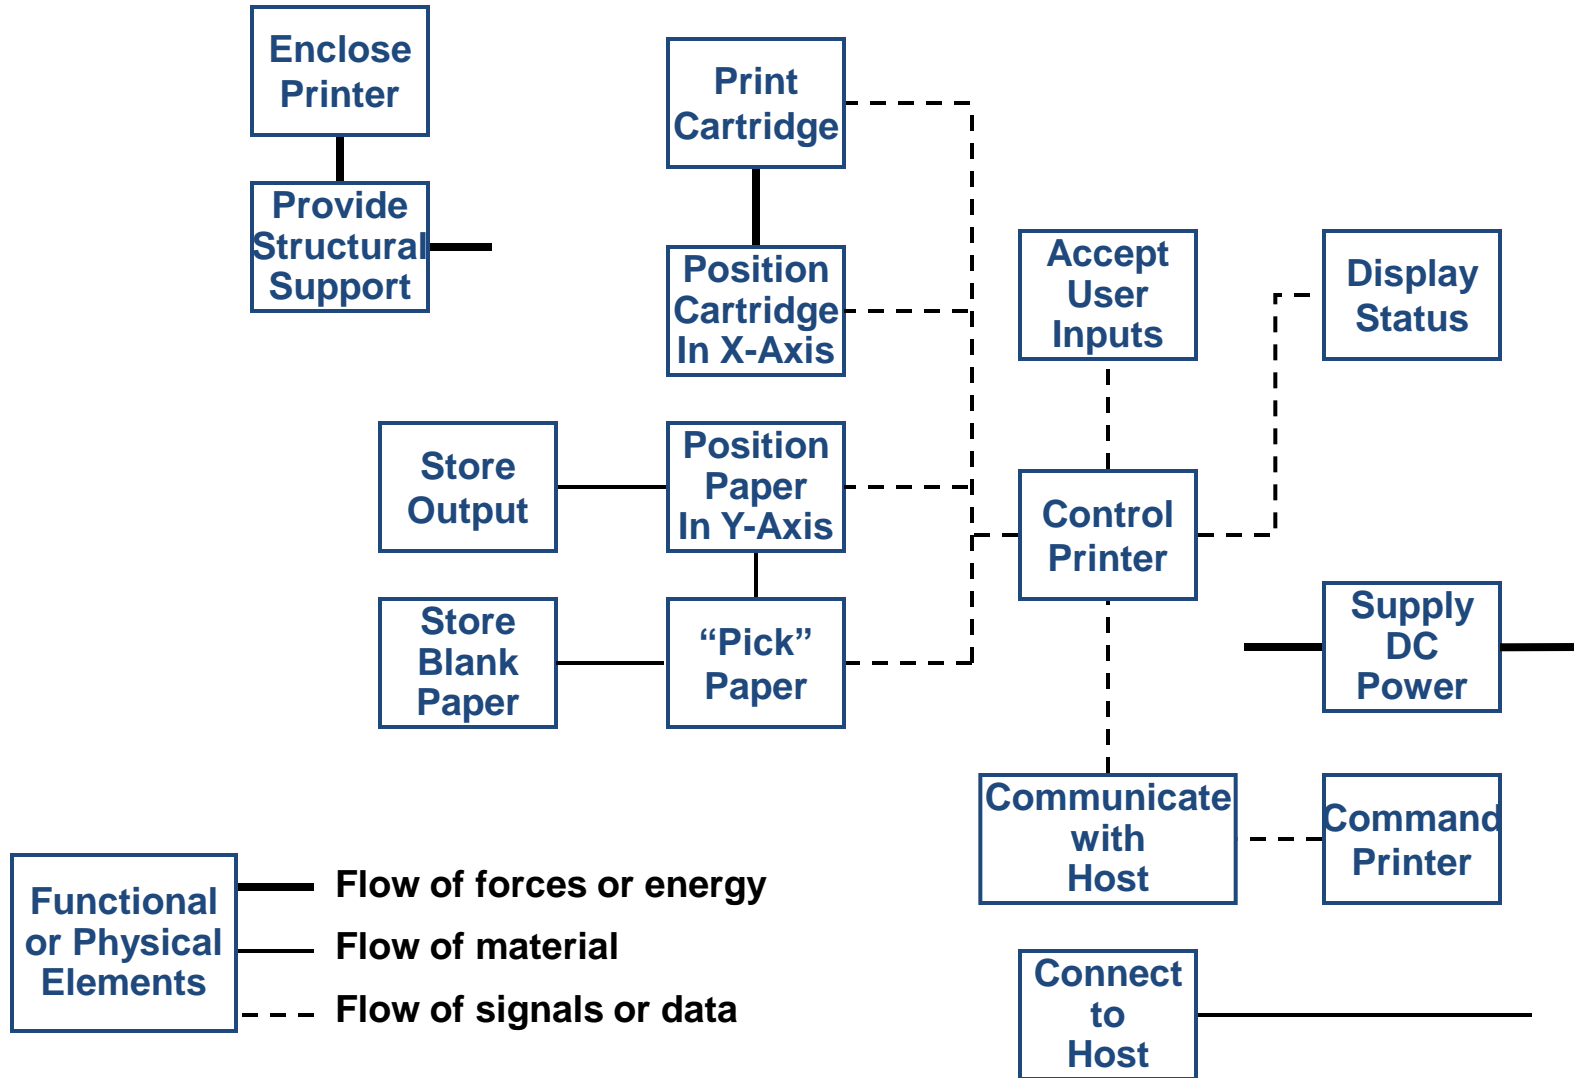 Enclose
Printer
Provide
Structural
Support
Print
Cartridge
Position
Cartridge
In X-Axis
Accept
User
Inputs
Display
Status
Store
Output
Position
Paper
In Y-Axis
Control
Printer
Store
Blank
Paper
“Pick”
Paper
Supply
DC
Power
Communicate
with
Host
Command
Printer
Connect
to
Host
Functional
or Physical
Elements
Flow of forces or energy
Flow of material
Flow of signals or data